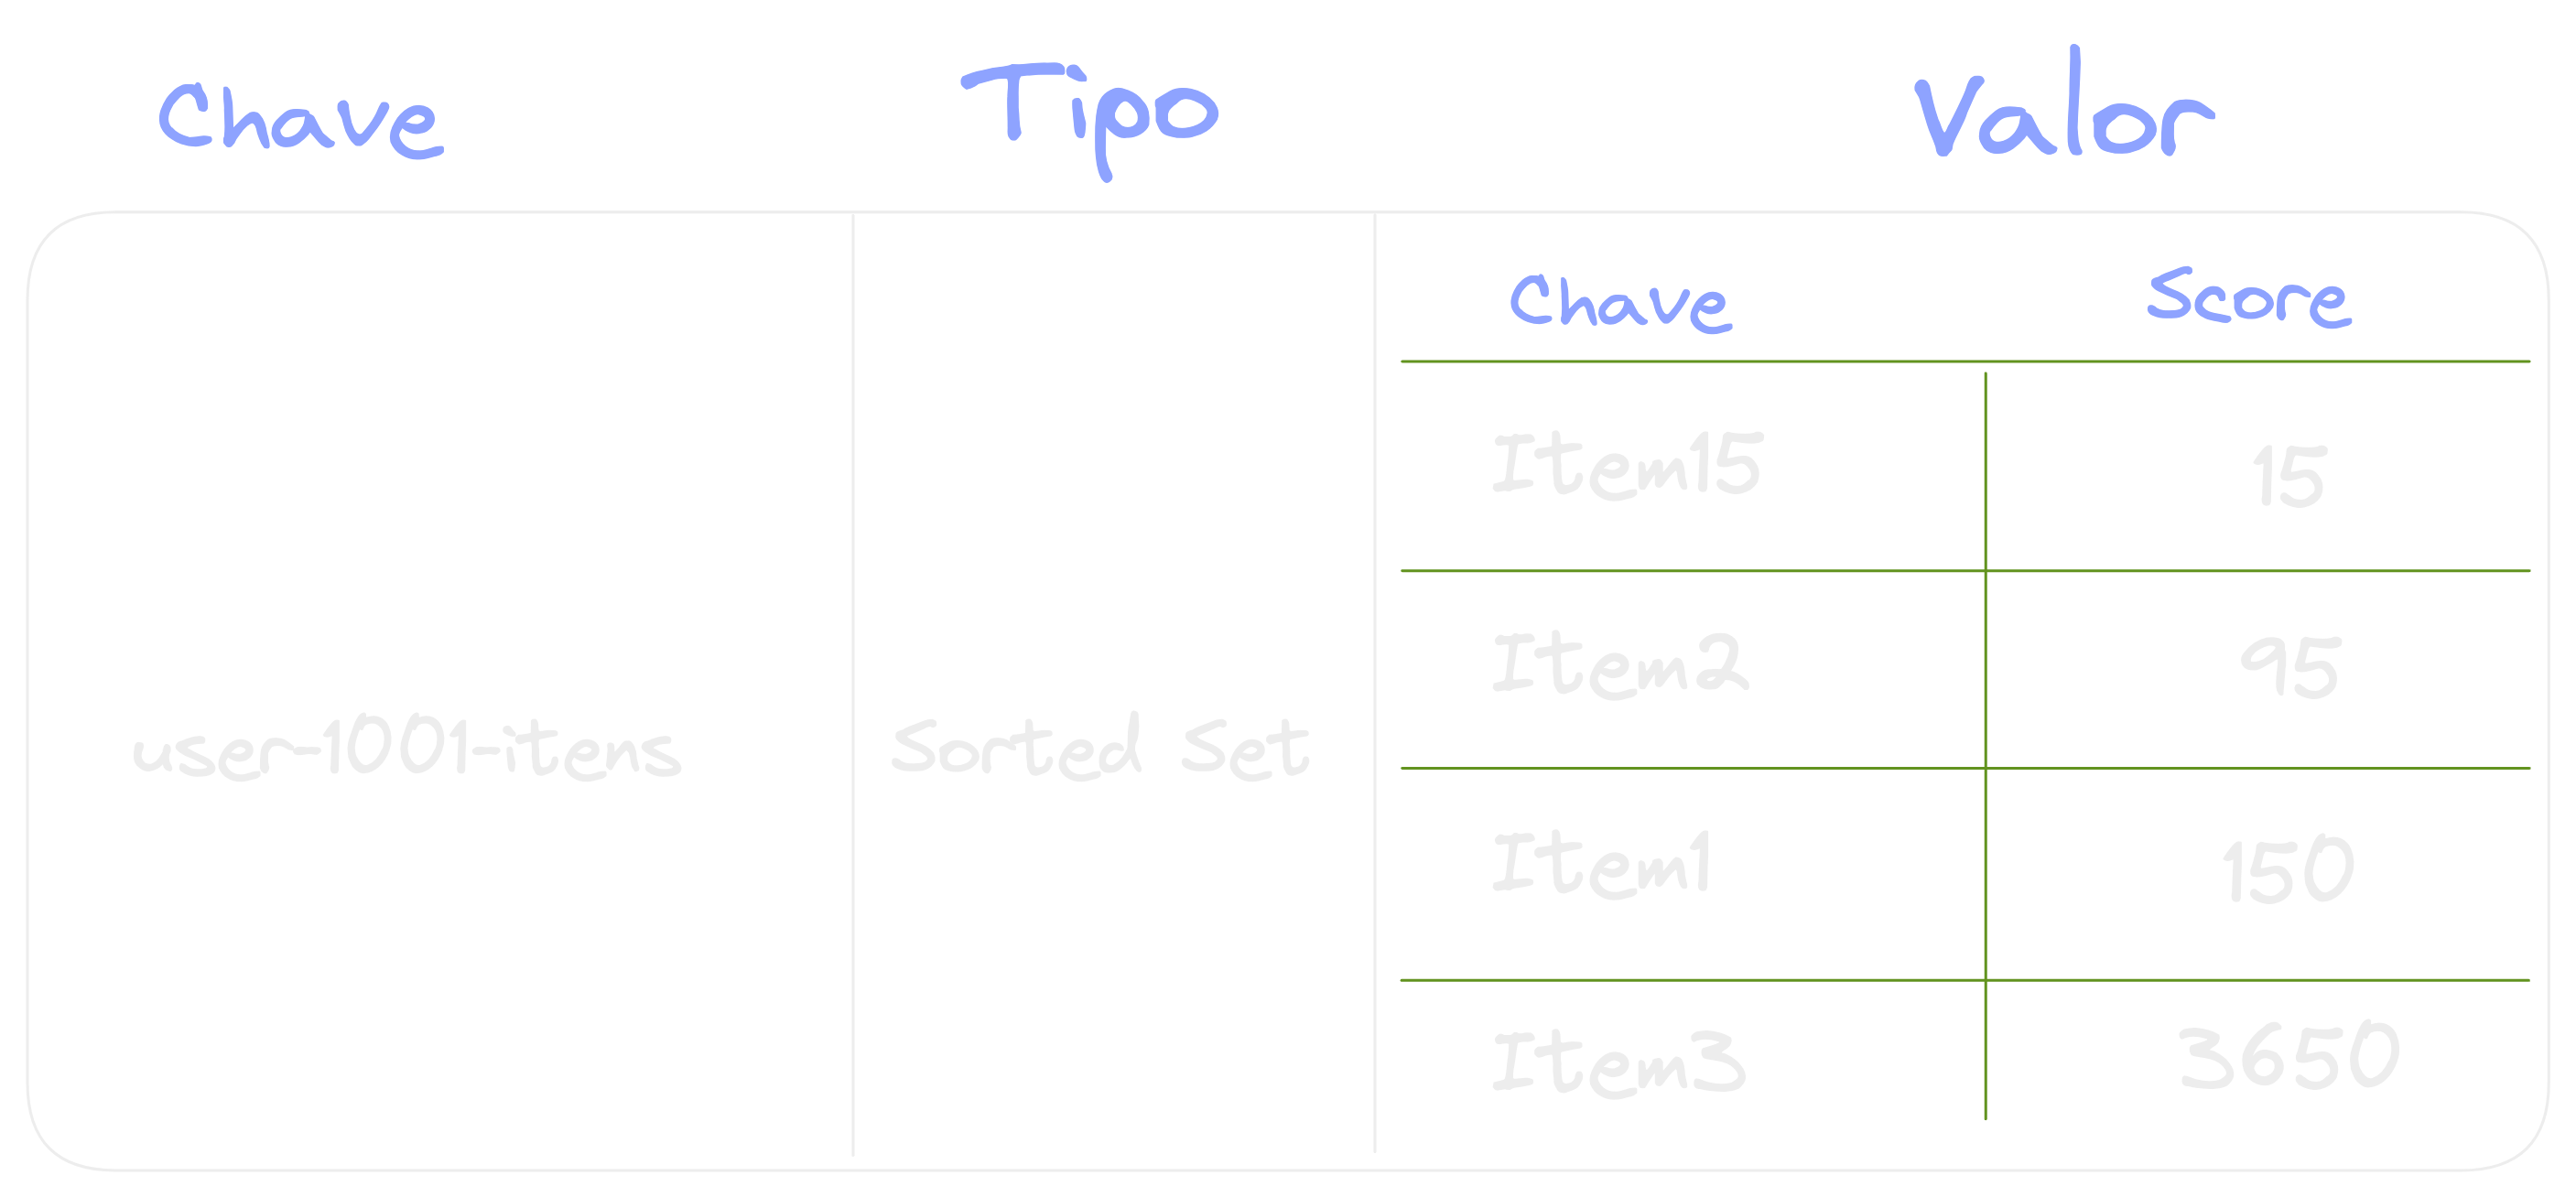 Chave Tipo Valor
Chave Score
Item15 15
Item2 95
user-1001-itens Sorted Set
Item1 150
Item3 3650